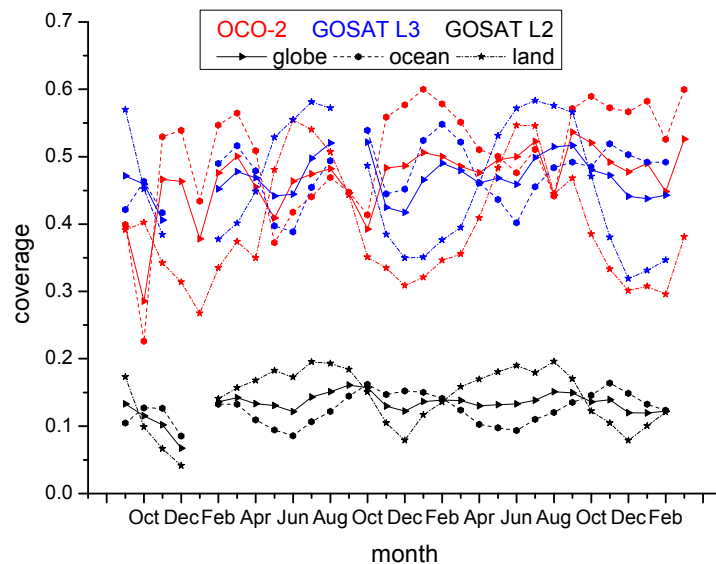 0.7
OCO-2 GOSAT L3 GOSAT L2
globe ocean land
0.6
0.5
0.4
0.3
0.2
0.1
0.0
coverage
Oct Dec Feb Apr Jun Aug Oct Dec Feb Apr Jun Aug Oct Dec Feb
month